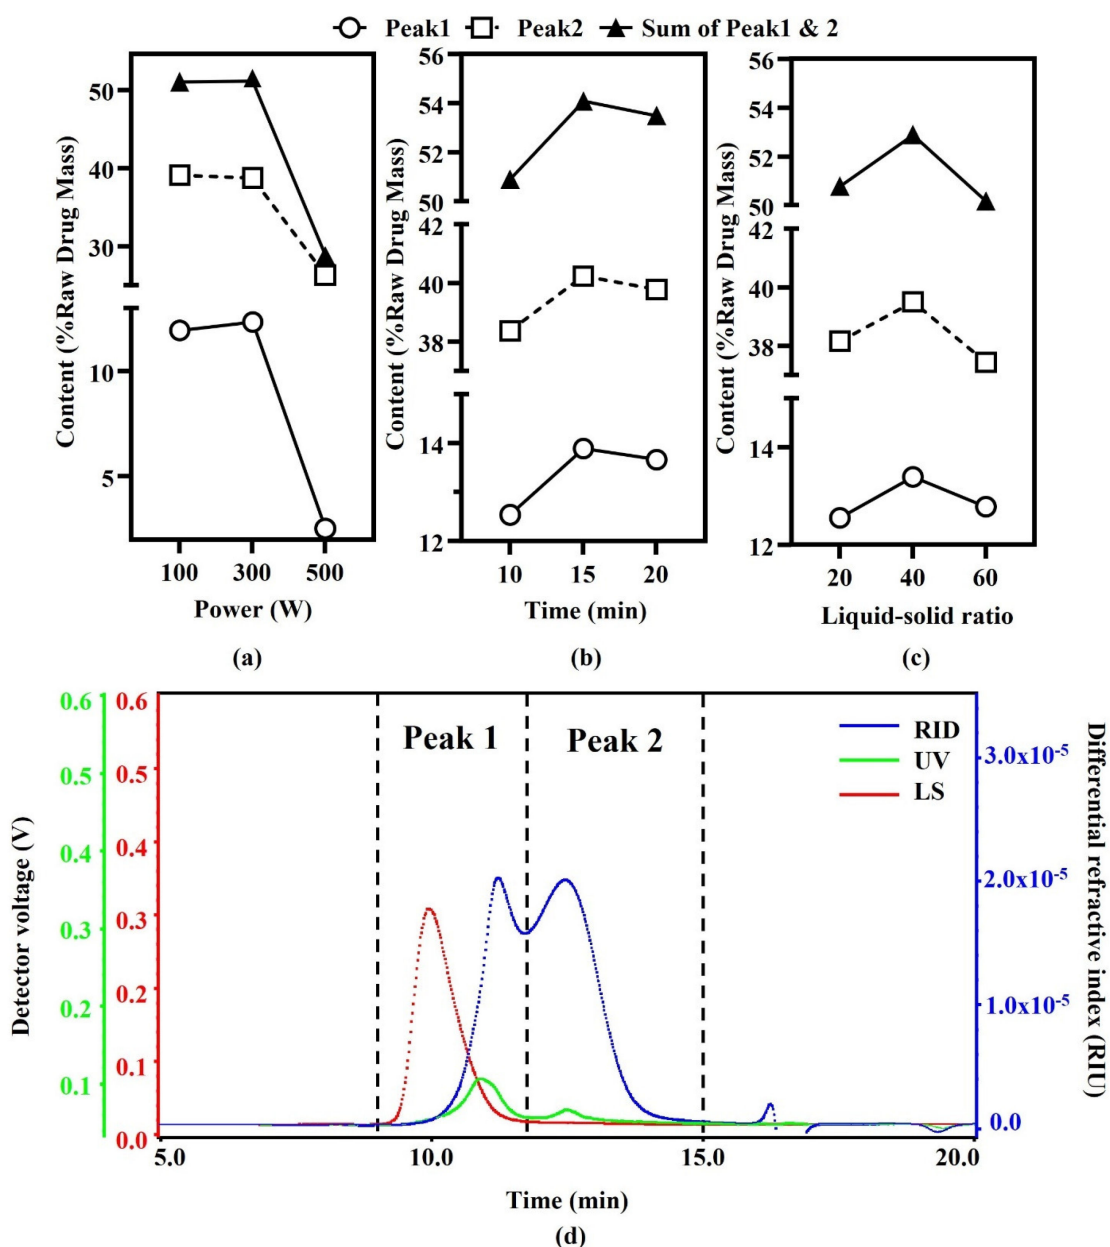 Peak1 Peak2 Sum of Peak1 & 2
Content (%Raw Drug Mass)
50
40
30
10
5
100 300 500
Power (W)
(a)
Content (%Raw Drug Mass)
56
54
52
50
42
40
38
14
12
10 15 20
Time (min)
(b)
Content (%Raw Drug Mass)
56
54
52
50
42
40
38
14
12
20 40 60
Liquid-solid ratio
(c)
Detector voltage (V)
0.6
0.5
0.4
0.3
0.2
0.1
0.6
0.5
0.4
0.3
0.2
0.1
0.0
Peak 1 Peak 2
RID
UV
LS
3.0x10-5
2.0x10-5
1.0x10-5
0.0
Differential refractive
index (RIU)
5.0 10.0 15.0 20.0
Time (min)
(d)